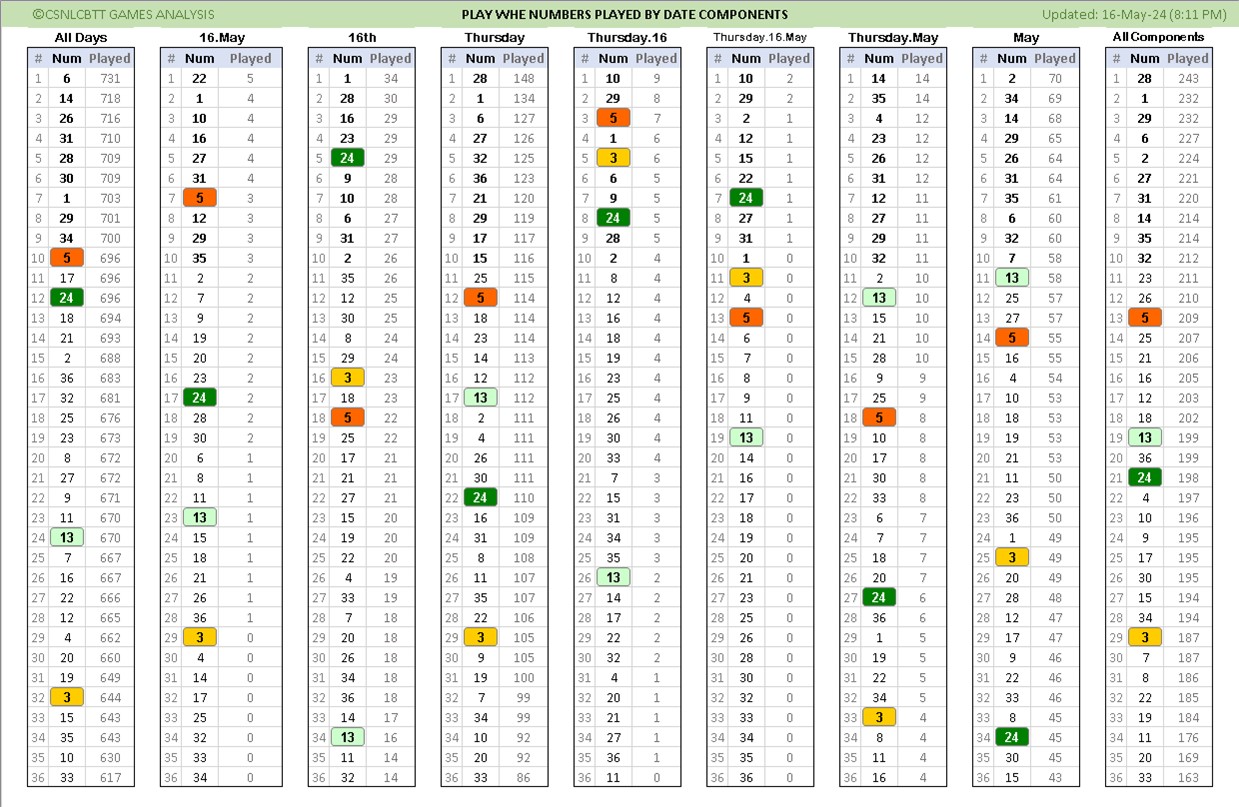 ©CSNLCBTT GAMES ANALYSIS PLAY WHE NUMBERS PLAYED BY DATE COMPONENTS Updated: 16-May-24 (8:11 PM)
All Days 16.May 16th Thursday Thursday.16 Thursday.16.May Thursday.May May All Components
# Num Played # Num Played # Num Played # Num Played # Num Played # Num Played # Num Played # Num Played # Num Played
1 6 731 1 22 5 1 1 34 1 28 148 1 10 9 1 10 2 1 14 14 1 2 70 1 28 243
2 14 718 2 1 4 2 28 30 2 1 134 2 29 8 2 29 2 2 35 14 2 34 69 2 1 232
3 26 716 3 10 4 3 16 29 3 6 127 3 5 7 3 2 1 3 4 12 3 14 68 3 29 232
4 31 710 4 16 4 4 23 29 4 27 126 4 1 6 4 12 1 4 23 12 4 29 65 4 6 227
5 28 709 5 27 4 5 24 29 5 32 125 5 3 6 5 15 1 5 26 12 5 26 64 5 2 224
6 30 709 6 31 4 6 9 28 6 36 123 6 6 5 6 22 1 6 31 12 6 31 64 6 27 221
7 1 703 7 5 3 7 10 28 7 21 120 7 9 5 7 24 1 7 12 11 7 35 61 7 31 220
8 29 701 8 12 3 8 6 27 8 29 119 8 24 5 8 27 1 8 27 11 8 6 60 8 14 214
9 34 700 9 29 3 9 31 27 9 17 117 9 28 5 9 31 1 9 29 11 9 32 60 9 35 214
10 5 696 10 35 3 10 2 26 10 15 116 10 2 4 10 1 0 10 32 11 10 7 58 10 32 212
11 17 696 11 2 2 11 35 26 11 25 115 11 8 4 11 3 0 11 2 10 11 13 58 11 23 211
12 24 696 12 7 2 12 12 25 12 5 114 12 12 4 12 4 0 12 13 10 12 25 57 12 26 210
13 18 694 13 9 2 13 30 25 13 18 114 13 16 4 13 5 0 13 15 10 13 27 57 13 5 209
14 21 693 14 19 2 14 8 24 14 23 114 14 18 4 14 6 0 14 21 10 14 5 55 14 25 207
15 2 688 15 20 2 15 29 24 15 14 113 15 19 4 15 7 0 15 28 10 15 16 55 15 21 206
16 36 683 16 23 2 16 3 23 16 12 112 16 23 4 16 8 0 16 9 9 16 4 54 16 16 205
17 32 681 17 24 2 17 18 23 17 13 112 17 25 4 17 9 0 17 25 9 17 10 53 17 12 203
18 25 676 18 28 2 18 5 22 18 2 111 18 26 4 18 11 0 18 5 8 18 18 53 18 18 202
19 23 673 19 30 2 19 25 22 19 4 111 19 30 4 19 13 0 19 10 8 19 19 53 19 13 199
20 8 672 20 6 1 20 17 21 20 26 111 20 33 4 20 14 0 20 17 8 20 21 53 20 36 199
21 27 672 21 8 1 21 21 21 21 30 111 21 7 3 21 16 0 21 30 8 21 11 50 21 24 198
22 9 671 22 11 1 22 27 21 22 24 110 22 15 3 22 17 0 22 33 8 22 23 50 22 4 197
23 11 670 23 13 1 23 15 20 23 16 109 23 31 3 23 18 0 23 6 7 23 36 50 23 10 196
24 13 670 24 15 1 24 19 20 24 31 109 24 34 3 24 19 0 24 7 7 24 1 49 24 9 195
25 7 667 25 18 1 25 22 20 25 8 108 25 35 3 25 20 0 25 18 7 25 3 49 25 17 195
26 16 667 26 21 1 26 4 19 26 11 107 26 13 2 26 21 0 26 20 7 26 20 49 26 30 195
27 22 666 27 26 1 27 33 19 27 35 107 27 14 2 27 23 0 27 24 6 27 28 48 27 15 194
28 12 665 28 36 1 28 7 18 28 22 106 28 17 2 28 25 0 28 36 6 28 12 47 28 34 194
29 4 662 29 3 0 29 20 18 29 3 105 29 22 2 29 26 0 29 1 5 29 17 47 29 3 187
30 20 660 30 4 0 30 26 18 30 9 105 30 32 2 30 28 0 30 19 5 30 9 46 30 7 187
31 19 649 31 14 0 31 34 18 31 19 100 31 4 1 31 30 0 31 22 5 31 22 46 31 8 186
32 3 644 32 17 0 32 36 18 32 7 99 32 20 1 32 32 0 32 34 5 32 33 46 32 22 185
33 15 643 33 25 0 33 14 17 33 34 99 33 21 1 33 33 0 33 3 4 33 8 45 33 19 184
34 35 643 34 32 0 34 13 16 34 10 92 34 27 1 34 34 0 34 8 4 34 24 45 34 11 176
35 10 630 35 33 0 35 11 14 35 20 92 35 36 1 35 35 0 35 11 4 35 30 45 35 20 169
36 33 617 36 34 0 36 32 14 36 33 86 36 11 0 36 36 0 36 16 4 36 15 43 36 33 163